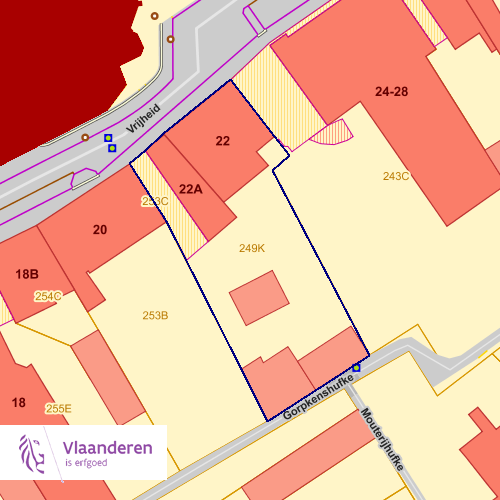 Vrijheid
24-28
22
22A
243C
253C
20
249K
18B
254C
253B
18
255E
Gorpkenshufke
Mouterijhufke
Vlaanderen
is erfgoed